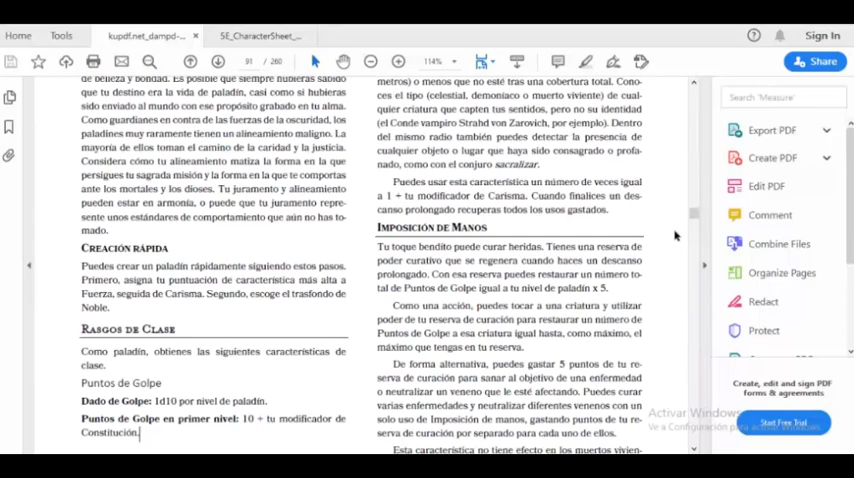 Home
Tools
kupdf.net_dampd-...
×
5E_CharacterSheet_...
Sign In
91 / 260
114%
Share
de belleza y bondad. Es posible que siempre hubieras sabido
que tu destino era la vida de paladín, casi como si hubieras
sido enviado al mundo con ese propósito grabado en tu alma.
Como guardianes en contra de las fuerzas de la oscuridad, los
paladines muy raramente tienen un alineamiento maligno. La
mayoría de ellos toman el camino de la caridad y la justicia.
Considera cómo tu alineamiento matiza la forma en la que
persigues tu sagrada misión y la forma en la que te comportas
ante los mortales y los dioses. Tu juramento y alineamiento
pueden estar en armonía, o puede que tu juramento repre-
sente unos estándares de comportamiento que aún no has to-
mado.
CREACIÓN RÁPIDA
Puedes crear un paladín rápidamente siguiendo estos pasos.
Primero, asigna tu puntuación de característica más alta a
Fuerza, seguida de Carisma. Segundo, escoge el trasfondo de
Noble.
RASGOS DE CLASE
Como paladín, obtienes las siguientes características de
clase.
Puntos de Golpe
Dado de Golpe: 1d10 por nivel de paladín.
Puntos de Golpe en primer nivel: 10 + tu modificador de
Constitución.
metros) o menos que no esté tras una cobertura total. Cono-
ces el tipo (celestial, demoníaco o muerto viviente) de cual-
quier criatura que capten tus sentidos, pero no su identidad
(el Conde vampiro Strahd von Zarovich, por ejemplo). Dentro
del mismo radio también puedes detectar la presencia de
cualquier objeto o lugar que haya sido consagrado o profa-
nado, como con el conjuro sacralizar.
Puedes usar esta característica un número de veces igual
a 1 + tu modificador de Carisma. Cuando finalices un des-
canso prolongado recuperas todos los usos gastados.
IMPOSICIÓN DE MANOS
Tu toque bendito puede curar heridas. Tienes una reserva de
poder curativo que se regenera cuando haces un descanso
prolongado. Con esa reserva puedes restaurar un número to-
tal de Puntos de Golpe igual a tu nivel de paladín x 5.
Como una acción, puedes tocar a una criatura y utilizar
poder de tu reserva de curación para restaurar un número de
Puntos de Golpe a esa criatura igual hasta, como máximo, el
máximo que tengas en tu reserva.
De forma alternativa, puedes gastar 5 puntos de tu re-
serva de curación para sanar al objetivo de una enfermedad
o neutralizar un veneno que le esté afectando. Puedes curar
varias enfermedades y neutralizar diferentes venenos con un
solo uso de Imposición de manos, gastando puntos de tu re-
serva de curación por separado para cada uno de ellos.
Esta característica no tiene efecto en los muertos vivien-
Search 'Measure'
Export PDF
Create PDF
Edit PDF
Comment
Combine Files
Organize Pages
Redact
Protect
Create, edit and sign PDF
forms & agreements
Start Free Trial
Activar Windows
Ve a Configuración para activar Windows.